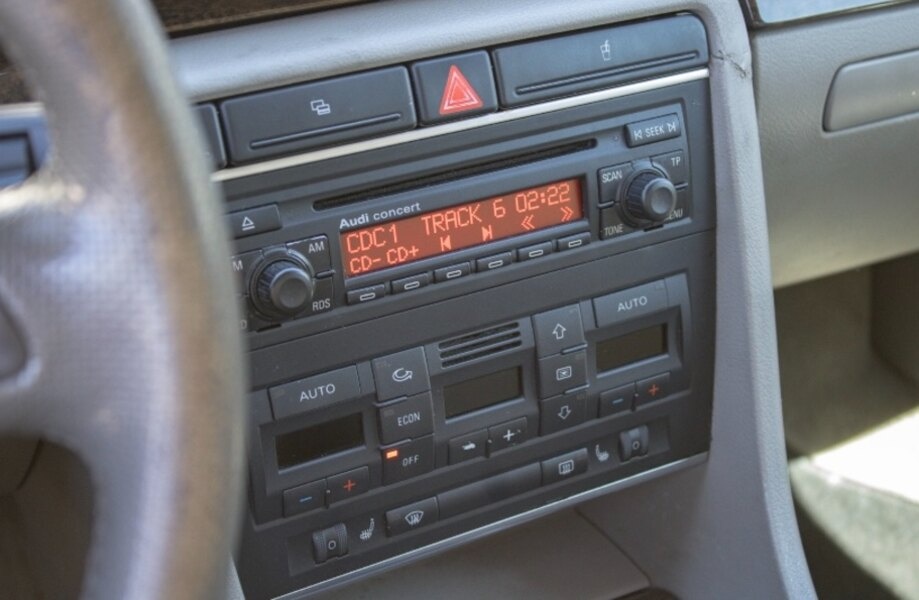 SEEK
SCAN
TP
Audi concert
CDC1 TRACK 6 02:22
CD- CD+
AM
TONE
RDS
AUTO
AUTO
ECON
OFF